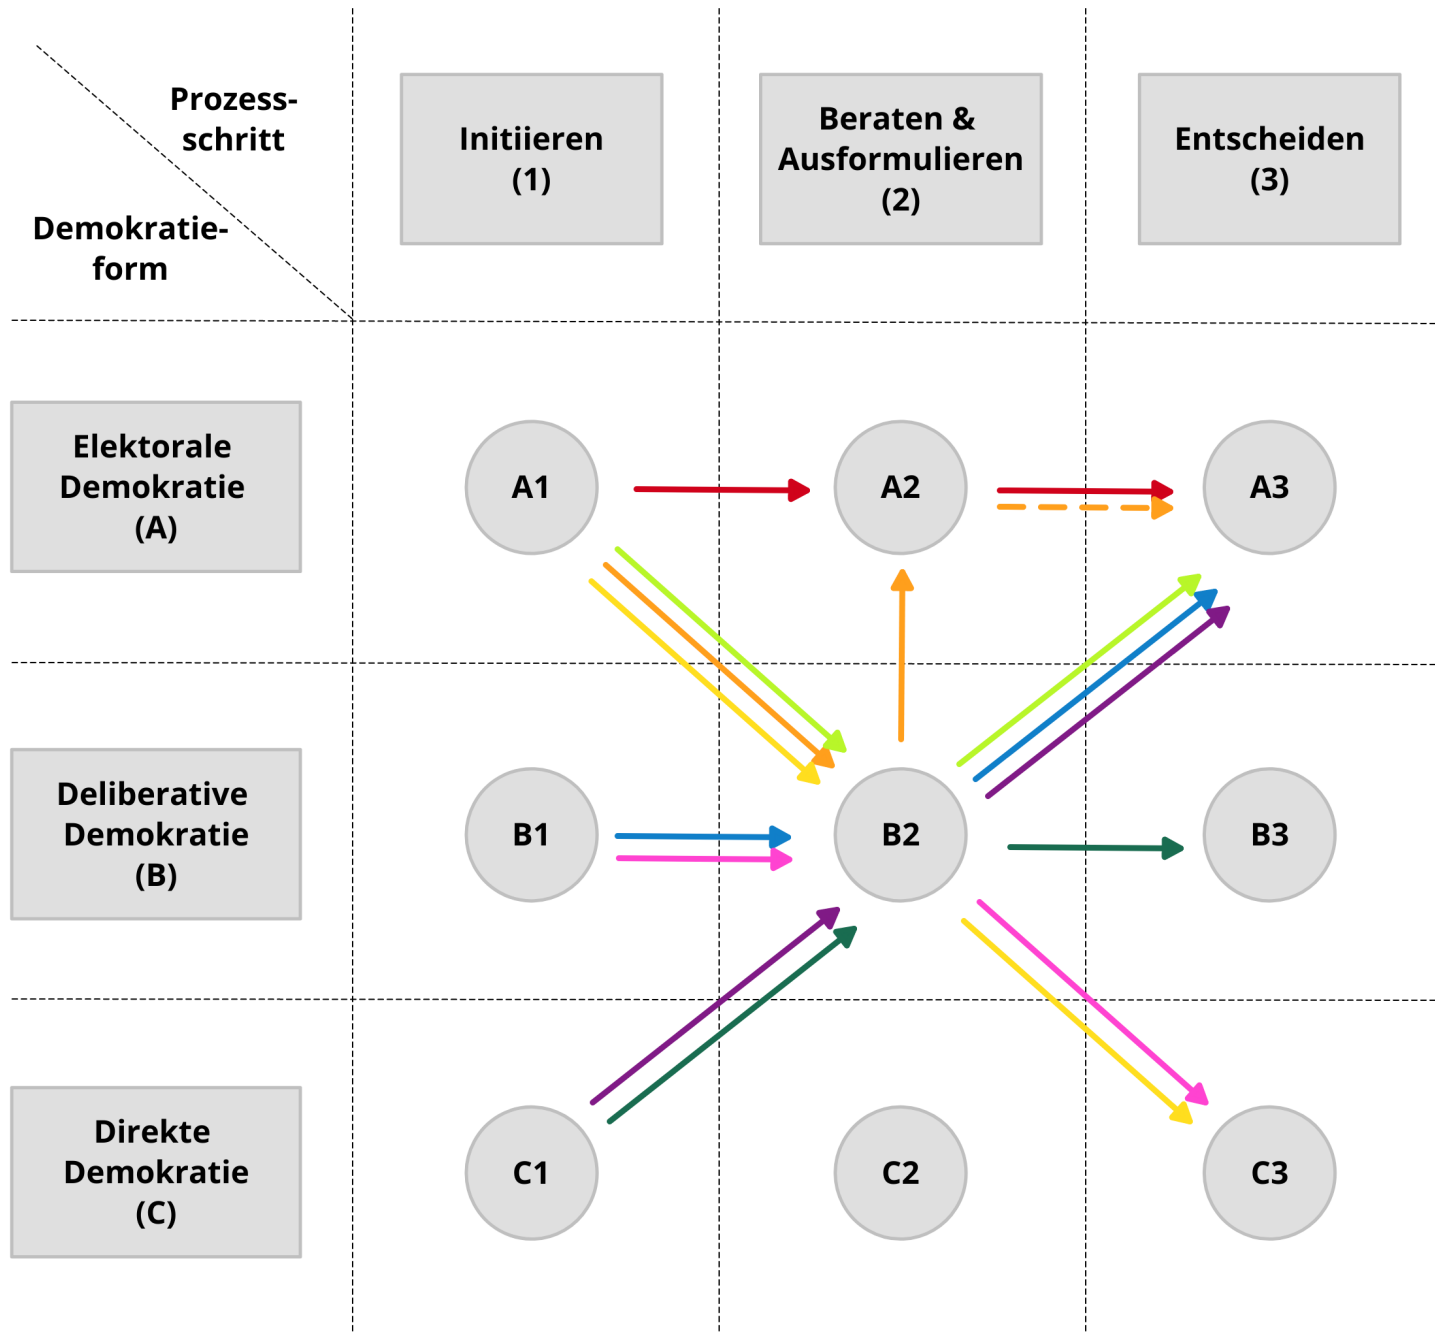 Prozess-
schritt
Demokratie-
form
Initiieren
(1)
Beraten &
Ausformulieren
(2)
Entscheiden
(3)
Elektorale
Demokratie
(A)
A1
A2
A3
Deliberative
Demokratie
(B)
B1
B2
B3
Direkte
Demokratie
(C)
C1
C2
C3